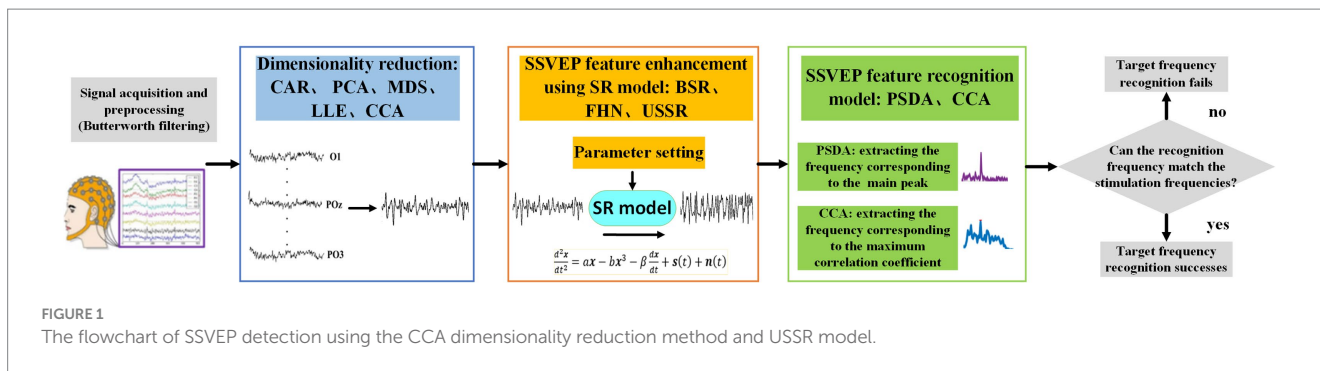 Signal acquisition and
preprocessing
(Butterworth filtering)
Dimensionality reduction:
CAR、 PCA、MDS、
LLE、CCA
O1
POz
PO3
SSVEP feature enhancement
using SR model: BSR、
FHN、USSR
Parameter setting
SR model
d²x/dt² = ax − bx³ − β dx/dt + s(t) + n(t)
SSVEP feature recognition
model: PSDA、CCA
PSDA: extracting the
frequency corresponding
to the main peak
CCA: extracting the
frequency corresponding
to the maximum
correlation coefficient
Target frequency
recognition fails
no
Can the recognition
frequency match the
stimulation frequencies?
yes
Target frequency
recognition successes
FIGURE 1
The flowchart of SSVEP detection using the CCA dimensionality reduction method and USSR model.